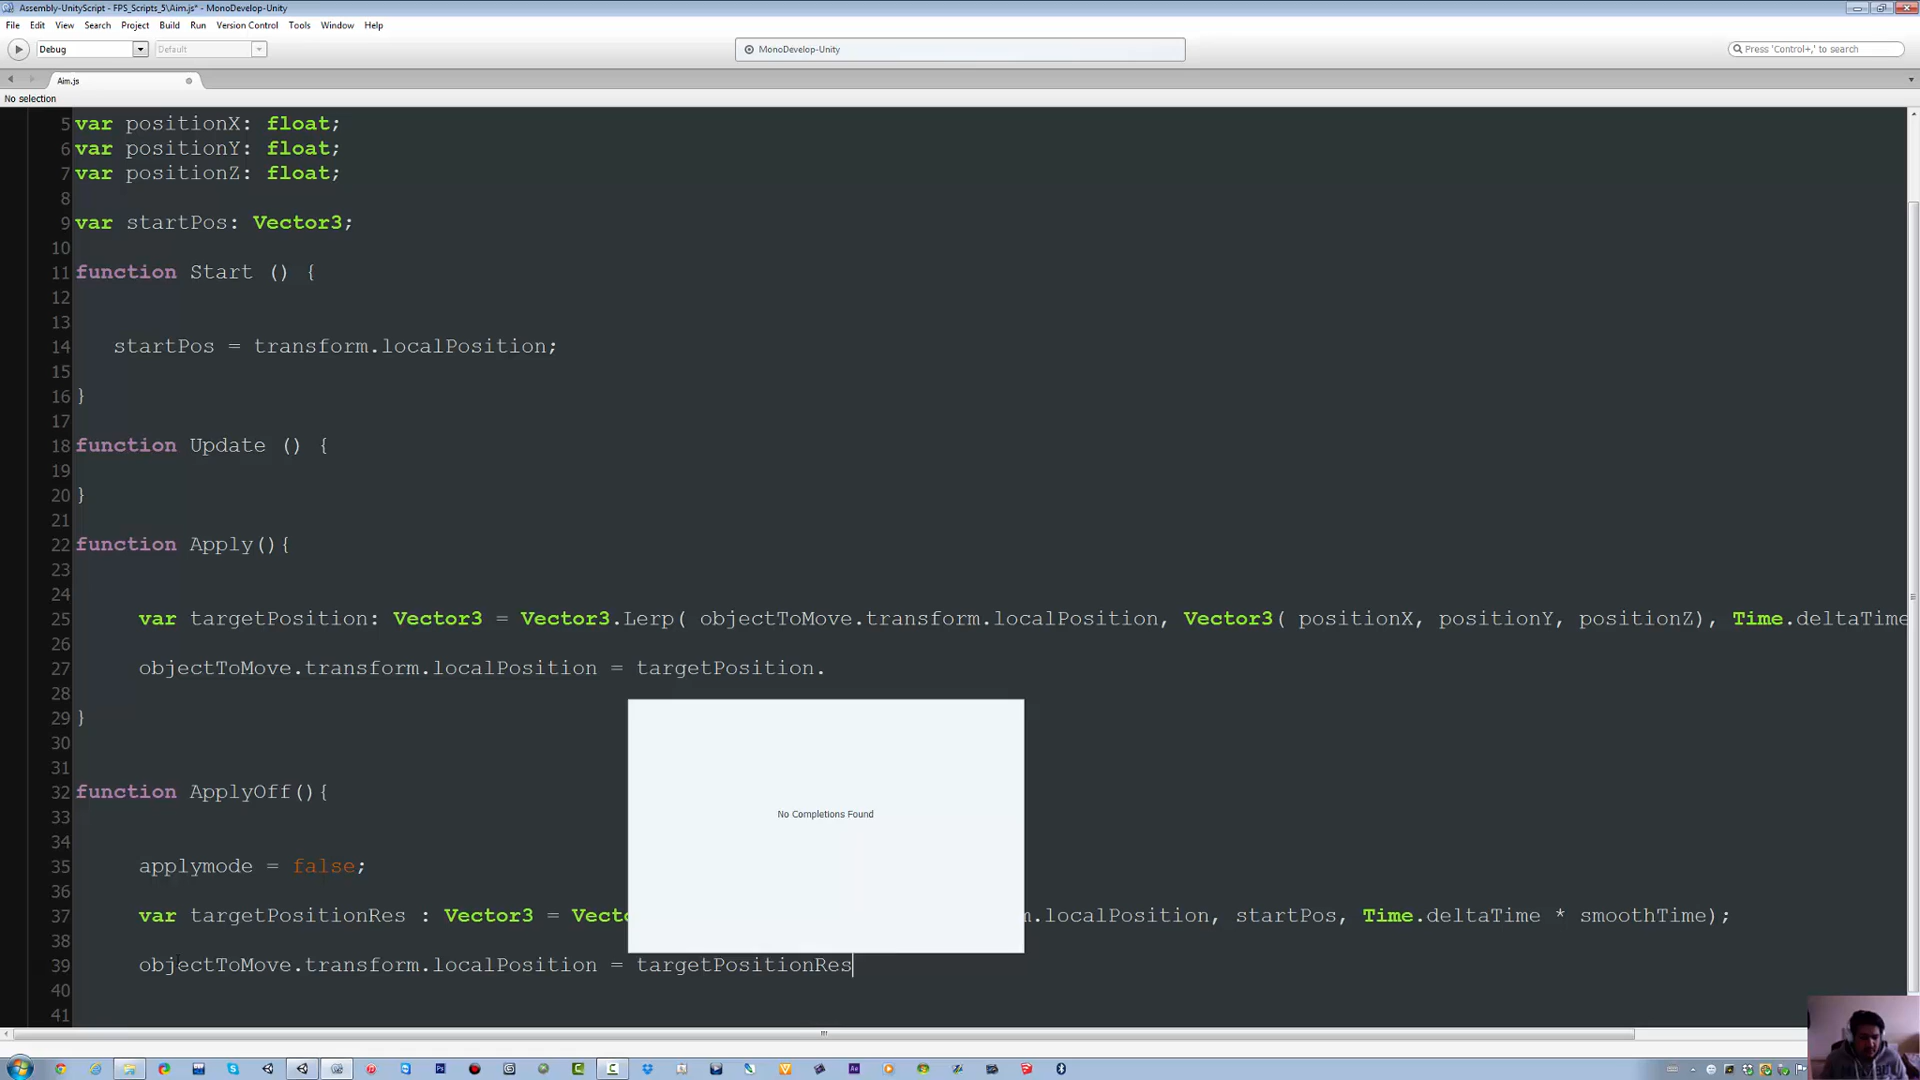 Assembly-UnityScript - FPS_Scripts_5\Aim.js* - MonoDevelop-Unity
File Edit View Search Project Build Run Version Control Tools Window Help
Debug Default MonoDevelop-Unity Press 'Control+,' to search
Aim.js
No selection
5 var positionX: float;
6 var positionY: float;
7 var positionZ: float;
8
9 var startPos: Vector3;
10
11 function Start () {
12
13
14 startPos = transform.localPosition;
15
16 }
17
18 function Update () {
19
20 }
21
22 function Apply(){
23
24
25 var targetPosition: Vector3 = Vector3.Lerp( objectToMove.transform.localPosition, Vector3( positionX, positionY, positionZ), Time.deltaTime
26
27 objectToMove.transform.localPosition = targetPosition.
28
29 }
30
31
32 function ApplyOff(){
33
34
35 applymode = false;
36
37 var targetPositionRes : Vector3 = Vecto m.localPosition, startPos, Time.deltaTime * smoothTime);
38
39 objectToMove.transform.localPosition = targetPositionRes
40
41
No Completions Found